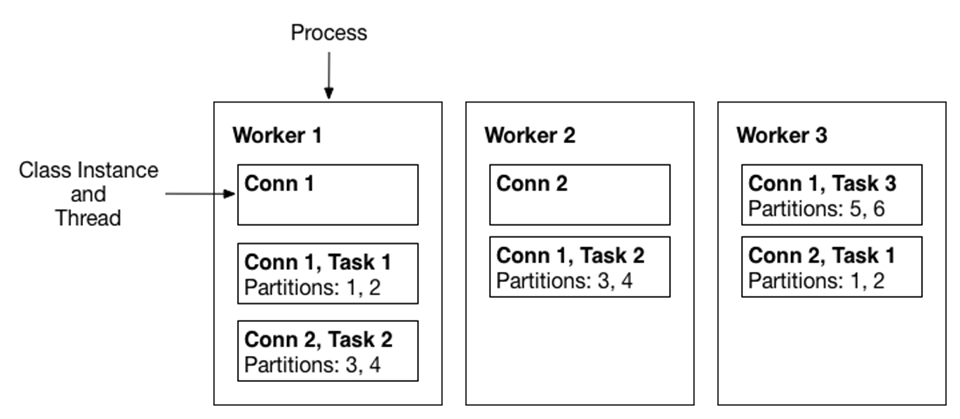 Process
Class Instance
and
Thread
Worker 1
Conn 1
Conn 1, Task 1
Partitions: 1, 2
Conn 2, Task 2
Partitions: 3, 4
Worker 2
Conn 2
Conn 1, Task 2
Partitions: 3, 4
Worker 3
Conn 1, Task 3
Partitions: 5, 6
Conn 2, Task 1
Partitions: 1, 2